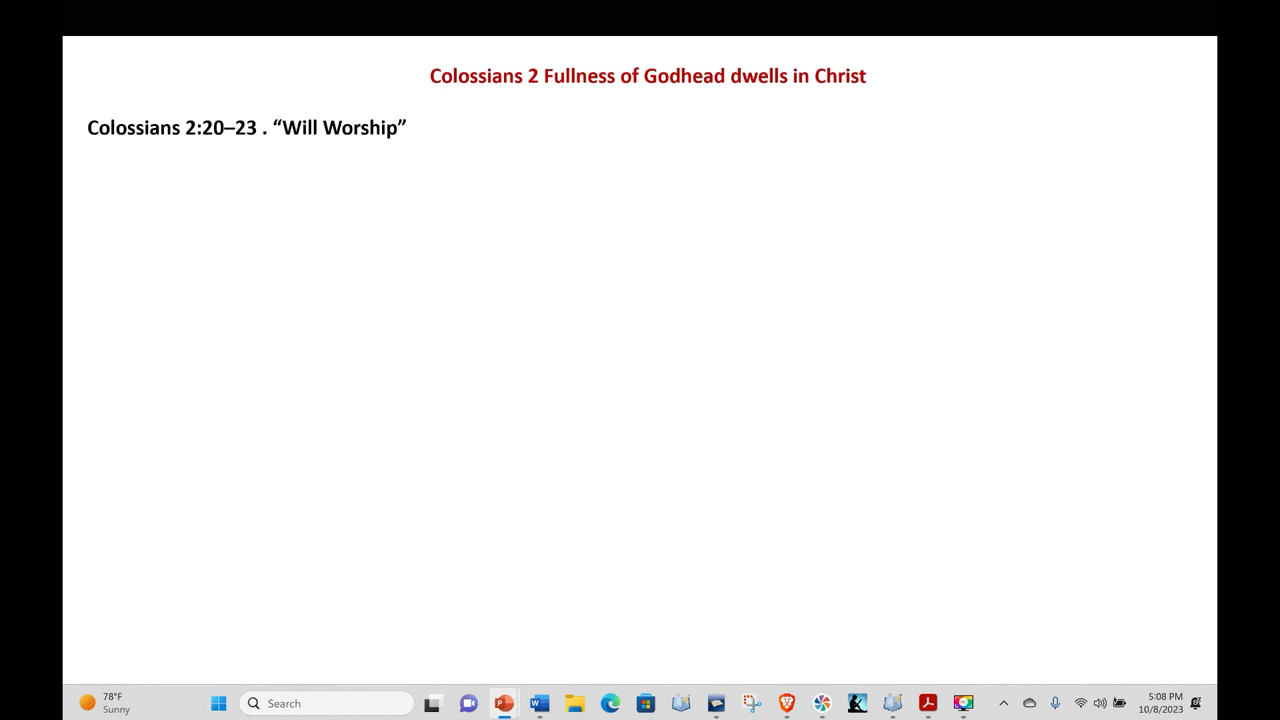 Colossians 2 Fullness of Godhead dwells in Christ
Colossians 2:20–23 . “Will Worship”
78°F
Sunny
Search
5:08 PM
10/8/2023